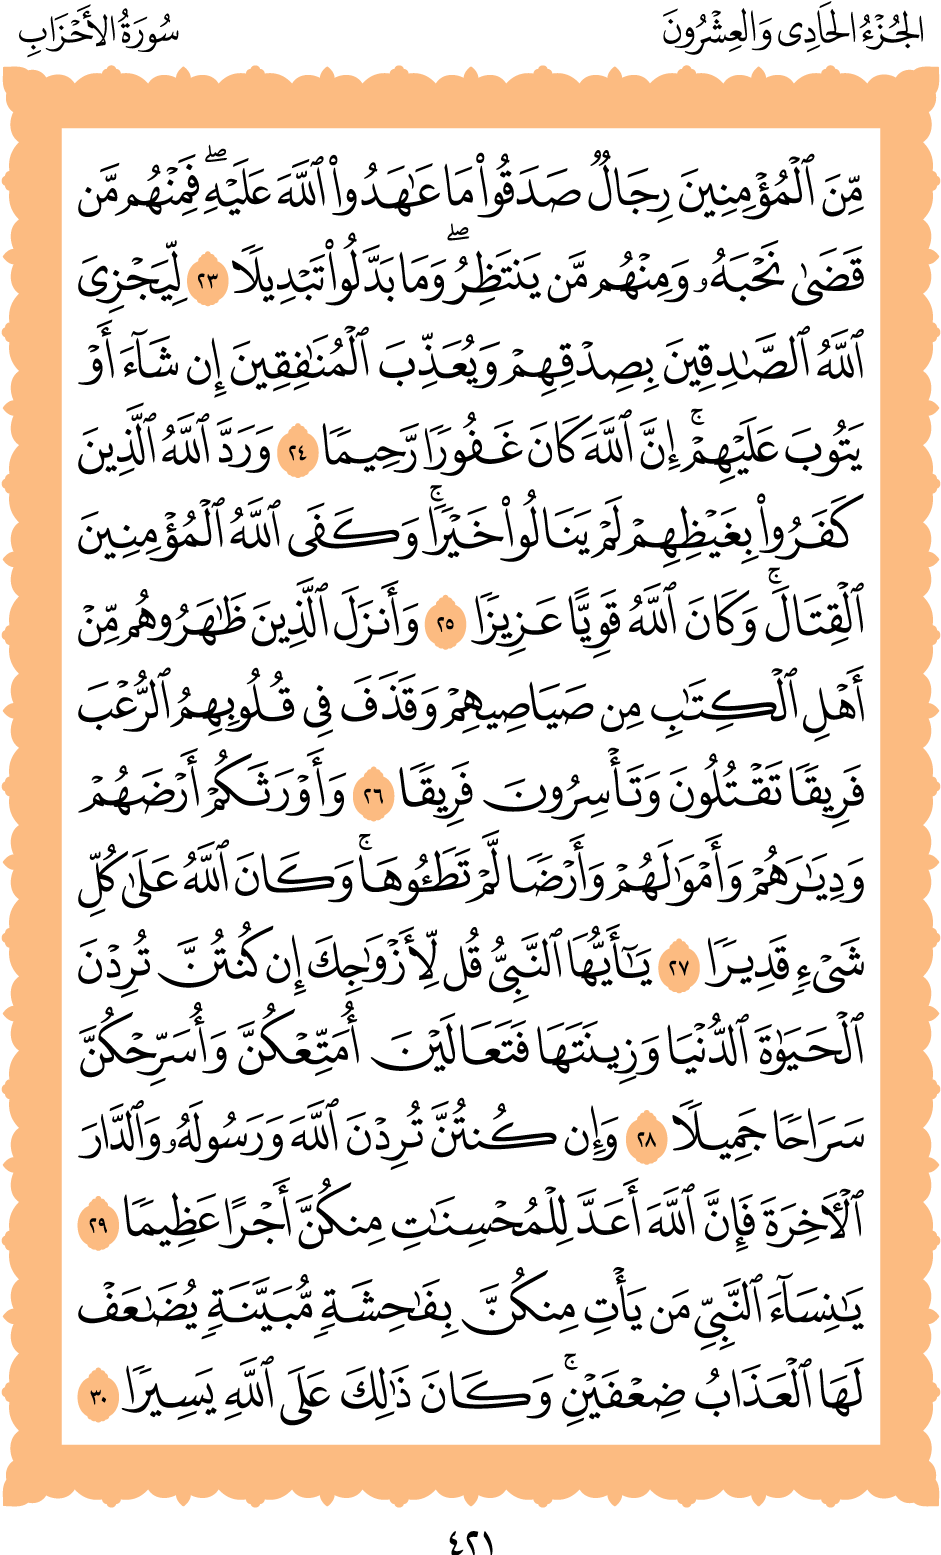 الجُزْءُ الحَادِى وَالعِشْرُونَ
سُورَةُ الأَحْزَابِ
مِّنَ ٱلْمُؤْمِنِينَ رِجَالٌۭ صَدَقُوا۟ مَا عَـٰهَدُوا۟ ٱللَّهَ عَلَيْهِ ۖ فَمِنْهُم مَّن
قَضَىٰ نَحْبَهُۥ وَمِنْهُم مَّن يَنتَظِرُ ۖ وَمَا بَدَّلُوا۟ تَبْدِيلًۭا ٢٣ لِّيَجْزِىَ
ٱللَّهُ ٱلصَّـٰدِقِينَ بِصِدْقِهِمْ وَيُعَذِّبَ ٱلْمُنَـٰفِقِينَ إِن شَآءَ أَوْ
يَتُوبَ عَلَيْهِمْ ۚ إِنَّ ٱللَّهَ كَانَ غَفُورًۭا رَّحِيمًۭا ٢٤ وَرَدَّ ٱللَّهُ ٱلَّذِينَ
كَفَرُوا۟ بِغَيْظِهِمْ لَمْ يَنَالُوا۟ خَيْرًۭا ۚ وَكَفَى ٱللَّهُ ٱلْمُؤْمِنِينَ
ٱلْقِتَالَ ۚ وَكَانَ ٱللَّهُ قَوِيًّا عَزِيزًۭا ٢٥ وَأَنزَلَ ٱلَّذِينَ ظَـٰهَرُوهُم مِّنْ
أَهْلِ ٱلْكِتَـٰبِ مِن صَيَاصِيهِمْ وَقَذَفَ فِى قُلُوبِهِمُ ٱلرُّعْبَ
فَرِيقًۭا تَقْتُلُونَ وَتَأْسِرُونَ فَرِيقًۭا ٢٦ وَأَوْرَثَكُمْ أَرْضَهُمْ
وَدِيَـٰرَهُمْ وَأَمْوَٰلَهُمْ وَأَرْضًۭا لَّمْ تَطَـُٔوهَا ۚ وَكَانَ ٱللَّهُ عَلَىٰ كُلِّ
شَىْءٍۢ قَدِيرًۭا ٢٧ يَـٰٓأَيُّهَا ٱلنَّبِىُّ قُل لِّأَزْوَٰجِكَ إِن كُنتُنَّ تُرِدْنَ
ٱلْحَيَوٰةَ ٱلدُّنْيَا وَزِينَتَهَا فَتَعَالَيْنَ أُمَتِّعْكُنَّ وَأُسَرِّحْكُنَّ
سَرَاحًۭا جَمِيلًۭا ٢٨ وَإِن كُنتُنَّ تُرِدْنَ ٱللَّهَ وَرَسُولَهُۥ وَٱلدَّارَ
ٱلْـَٔاخِرَةَ فَإِنَّ ٱللَّهَ أَعَدَّ لِلْمُحْسِنَـٰتِ مِنكُنَّ أَجْرًا عَظِيمًۭا ٢٩
يَـٰنِسَآءَ ٱلنَّبِىِّ مَن يَأْتِ مِنكُنَّ بِفَـٰحِشَةٍۢ مُّبَيِّنَةٍۢ يُضَـٰعَفْ
لَهَا ٱلْعَذَابُ ضِعْفَيْنِ ۚ وَكَانَ ذَٰلِكَ عَلَى ٱللَّهِ يَسِيرًۭا ٣٠
٤٢١